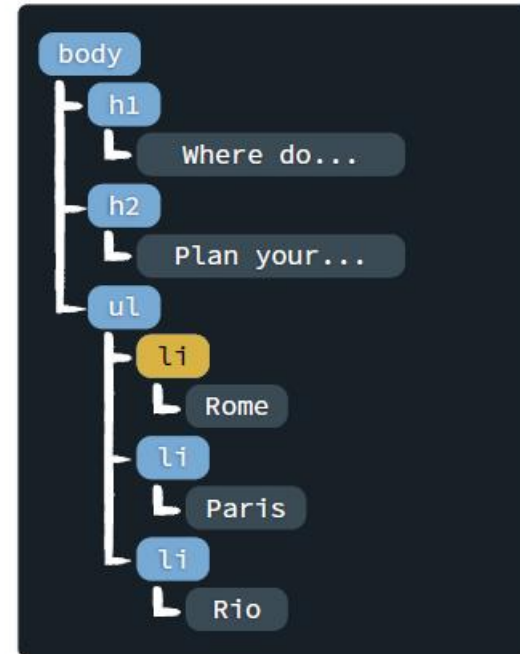 body
h1
Where do...
h2
Plan your...
ul
li
Rome
li
Paris
li
Rio